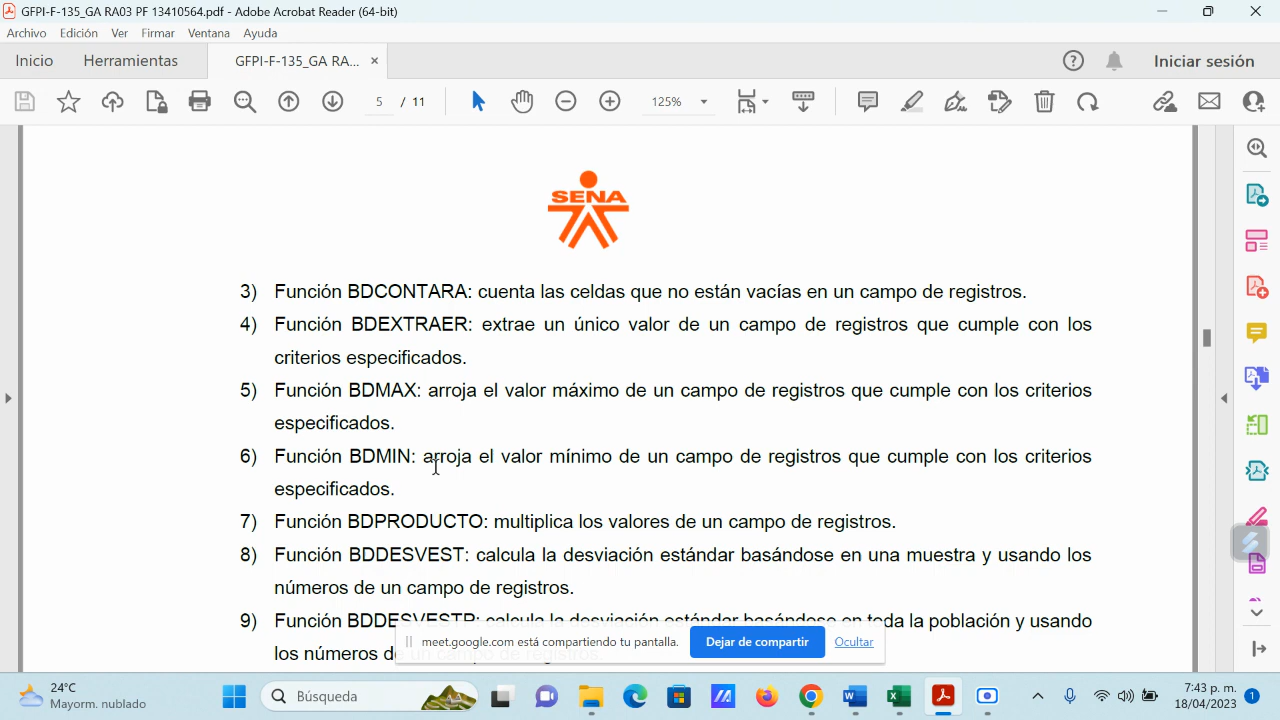 GFPI-F-135_GA RA03 PF 13410564.pdf - Adobe Acrobat Reader (64-bit)
Archivo Edición Ver Firmar Ventana Ayuda
Inicio Herramientas GFPI-F-135_GA RA... × Iniciar sesión
5 / 11 125%
SENA
3) Función BDCONTARA: cuenta las celdas que no están vacías en un campo de registros.
4) Función BDEXTRAER: extrae un único valor de un campo de registros que cumple con los
criterios especificados.
5) Función BDMAX: arroja el valor máximo de un campo de registros que cumple con los criterios
especificados.
6) Función BDMIN: arroja el valor mínimo de un campo de registros que cumple con los criterios
especificados.
7) Función BDPRODUCTO: multiplica los valores de un campo de registros.
8) Función BDDESVEST: calcula la desviación estándar basándose en una muestra y usando los
números de un campo de registros.
9) Función BDDESVESTP: calcula la desviación estándar basándose en toda la población y usando
los números de un campo de registros.
meet.google.com está compartiendo tu pantalla. Dejar de compartir Ocultar
24°C
Mayorm. nublado
Búsqueda
7:43 p. m.
18/04/2023 1